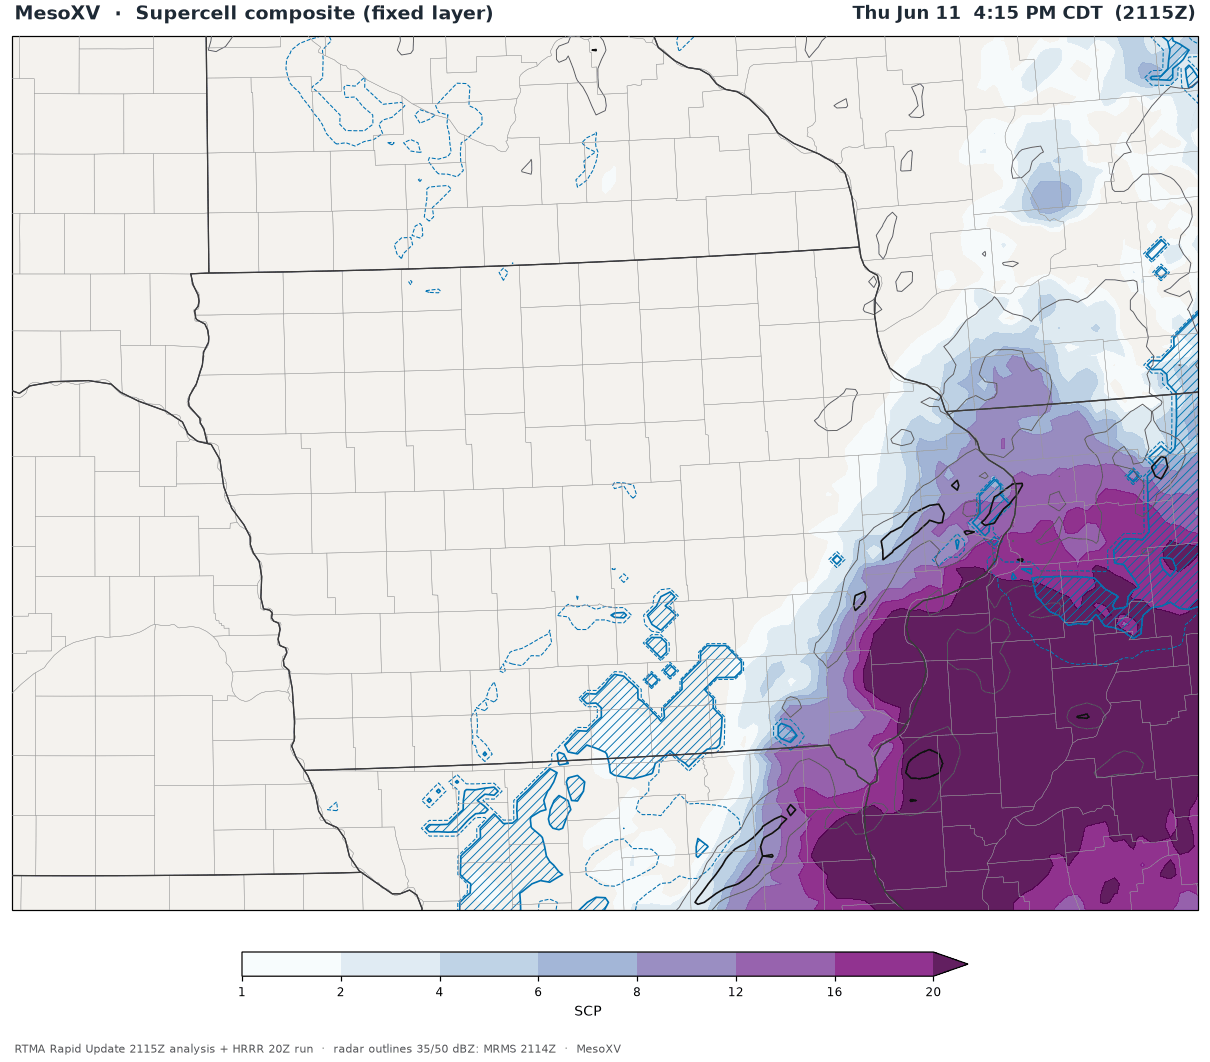 MesoXV · Supercell composite (fixed layer)
Thu Jun 11 4:15 PM CDT (2115Z)
1 2 4 6 8 12 16 20
SCP
RTMA Rapid Update 2115Z analysis + HRRR 20Z run · radar outlines 35/50 dBZ: MRMS 2114Z · MesoXV